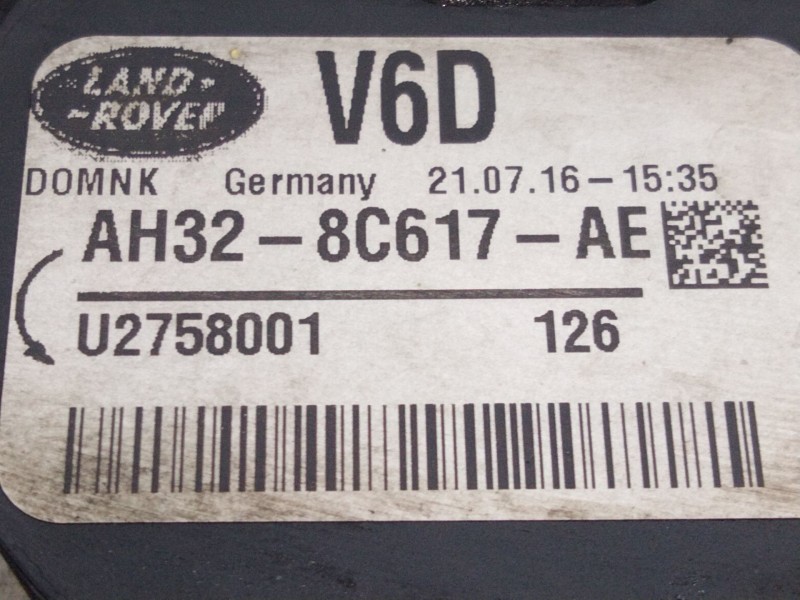 LAND-
~ROVER
V6D
DOMNK Germany 21.07.16-15:35
AH32-8C617-AE
U2758001 126